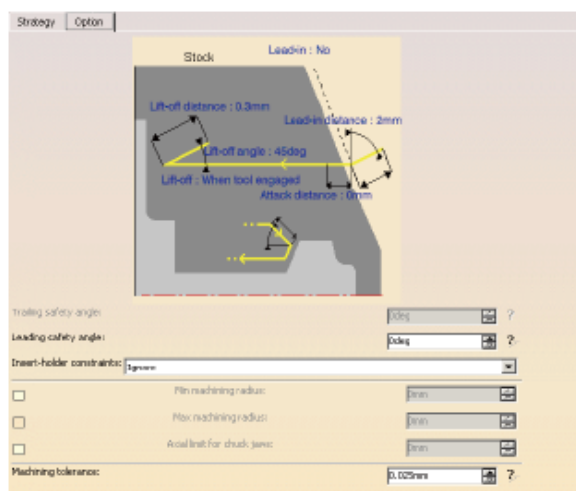 Strategy Option
Stock
Lead-in : No
Lift-off distance : 0.3mm
Lead-in distance : 2mm
Lift-off angle : 45deg
Lift-off : When tool engaged
Attack distance : 0mm
Trailing safety angle: 0deg ?
Leading safety angle: 0deg ?
Insert-holder constraints: Ignore
Min machining radius: 0mm
Max machining radius: 0mm
Axial limit for chuck jaws: 0mm
Machining tolerance: 0.025mm ?